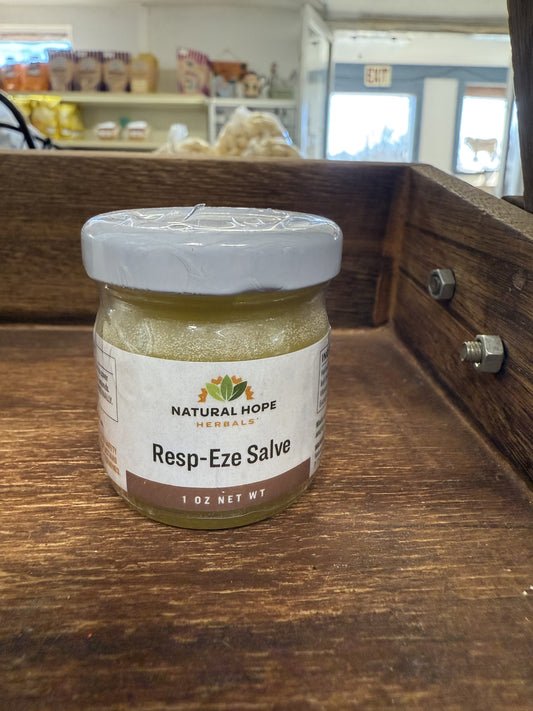 EXIT
NATURAL HOPE
HERBALS
Resp-Eze Salve
1 OZ NET WT